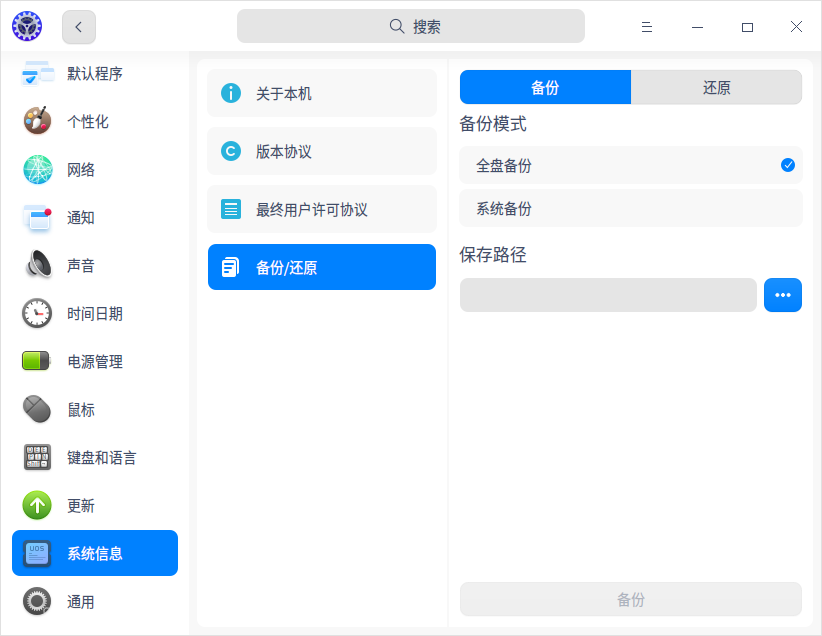 搜索
默认程序
个性化
网络
通知
声音
时间日期
电源管理
鼠标
键盘和语言
更新
UOS
系统信息
通用
关于本机
版本协议
最终用户许可协议
备份/还原
备份
还原
备份模式
全盘备份
系统备份
保存路径
备份